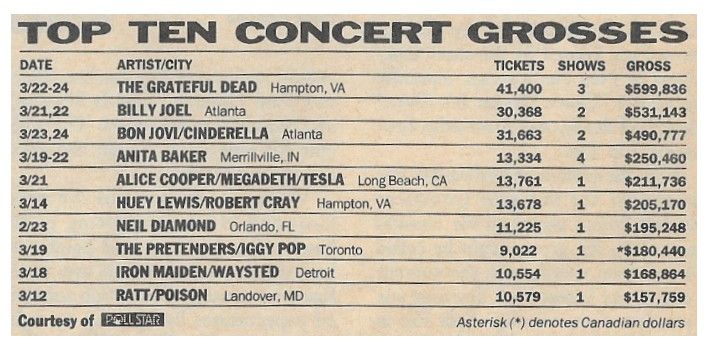 TOP TEN CONCERT GROSSES
DATE ARTIST/CITY TICKETS SHOWS GROSS
3/22-24 THE GRATEFUL DEAD Hampton, VA 41,400 3 $599,836
3/21,22 BILLY JOEL Atlanta 30,368 2 $531,143
3/23,24 BON JOVI/CINDERELLA Atlanta 31,663 2 $490,777
3/19-22 ANITA BAKER Merrillville, IN 13,334 4 $250,460
3/21 ALICE COOPER/MEGADETH/TESLA Long Beach, CA 13,761 1 $211,736
3/14 HUEY LEWIS/ROBERT CRAY Hampton, VA 13,678 1 $205,170
2/23 NEIL DIAMOND Orlando, FL 11,225 1 $195,248
3/19 THE PRETENDERS/IGGY POP Toronto 9,022 1 *$180,440
3/18 IRON MAIDEN/WAYSTED Detroit 10,554 1 $168,864
3/12 RATT/POISON Landover, MD 10,579 1 $157,759
Courtesy of POLLSTAR Asterisk (*) denotes Canadian dollars